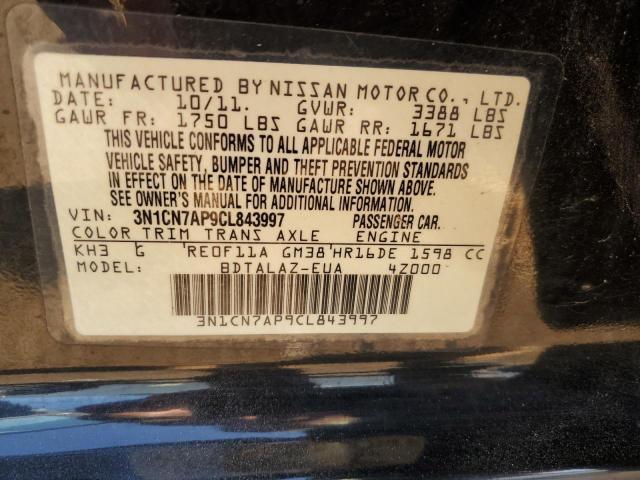 MANUFACTURED BY NISSAN MOTOR CO., LTD.
DATE: 10/11. GVWR: 3388 LBS
GAWR FR: 1750 LBS GAWR RR: 1671 LBS
THIS VEHICLE CONFORMS TO ALL APPLICABLE FEDERAL MOTOR
VEHICLE SAFETY, BUMPER AND THEFT PREVENTION STANDARDS
IN EFFECT ON THE DATE OF MANUFACTURE SHOWN ABOVE.
SEE OWNER'S MANUAL FOR ADDITIONAL INFORMATION.
VIN: 3N1CN7AP9CL843997 PASSENGER CAR.
COLOR TRIM TRANS AXLE ENGINE
KH3 G 'RE0F11A GM38'HR16DE 1598 CC
MODEL: BDTALAZ-EUA 4Z000
3N1CN7AP9CL843997